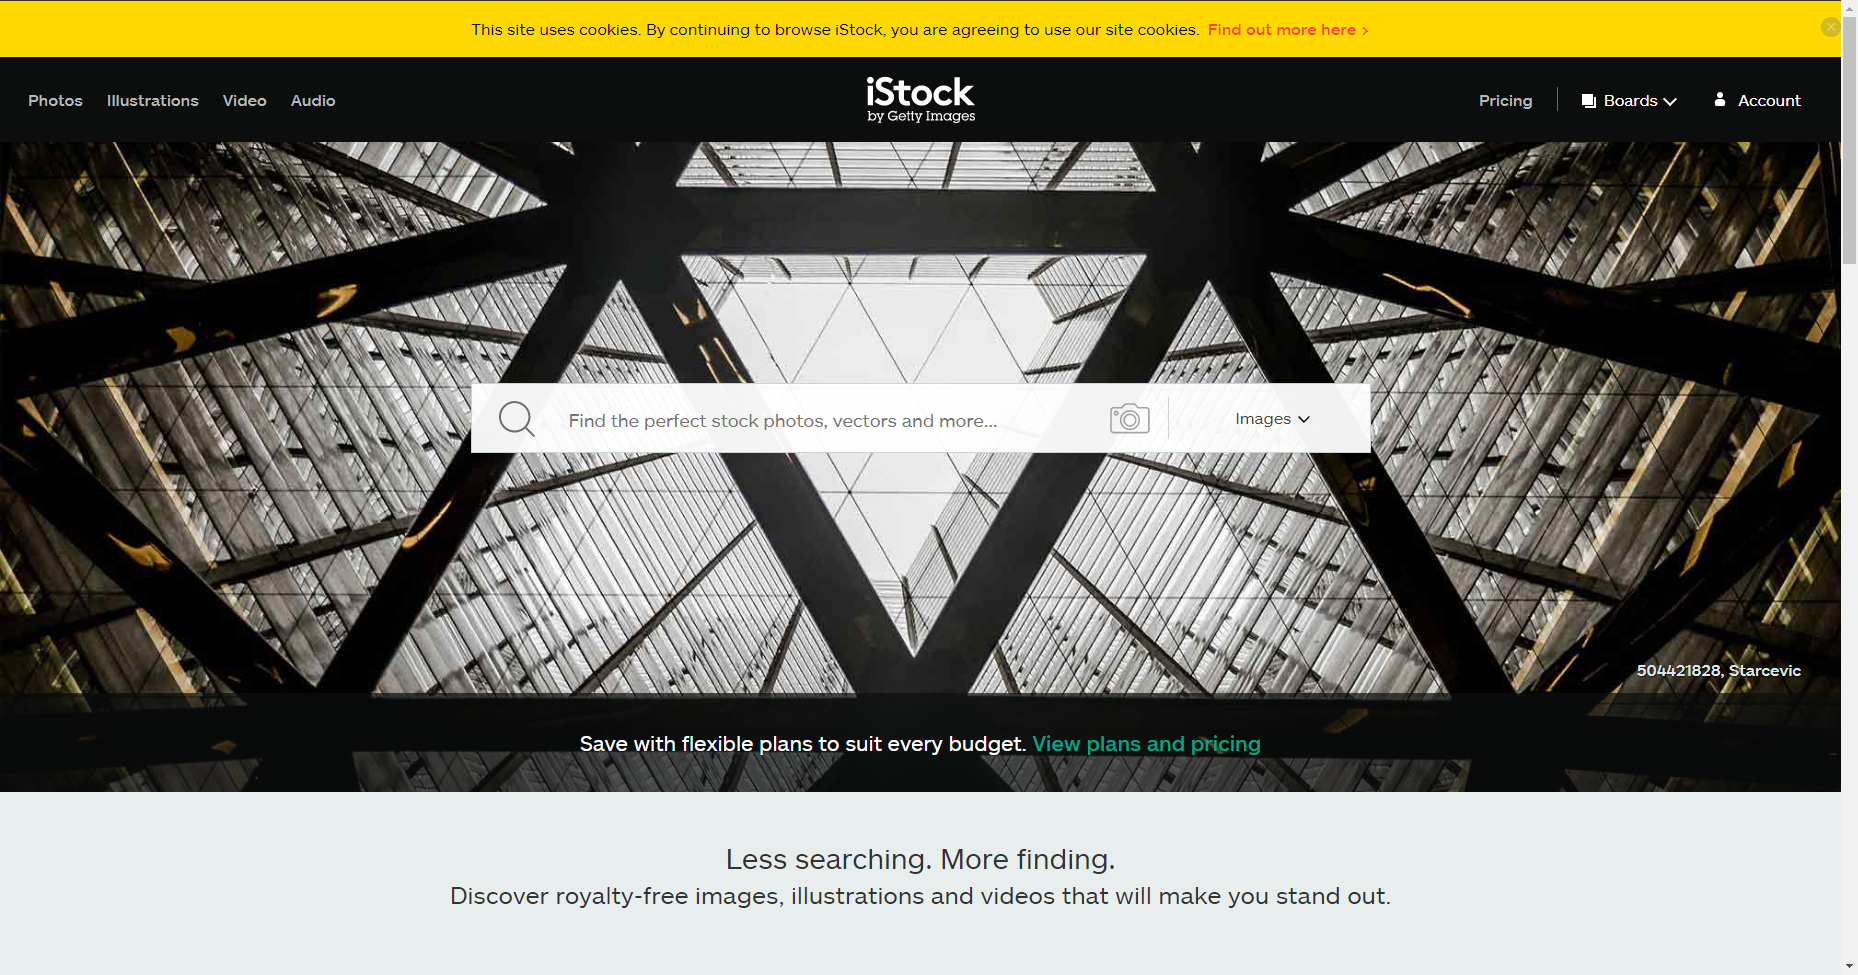 This site uses cookies. By continuing to browse iStock, you are agreeing to use our site cookies. Find out more here >
Photos Illustrations Video Audio
iStock
by Getty Images
Pricing Boards Account
Find the perfect stock photos, vectors and more... Images
504421828, Starcevic
Save with flexible plans to suit every budget. View plans and pricing
Less searching. More finding.
Discover royalty-free images, illustrations and videos that will make you stand out.